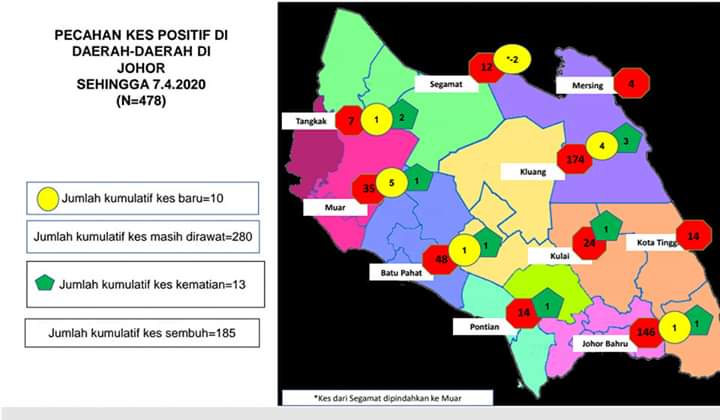 PECAHAN KES POSITIF DI
DAERAH-DAERAH DI
JOHOR
SEHINGGA 7.4.2020
(N=478)
Jumlah kumulatif kes baru=10
Jumlah kumulatif kes masih dirawat=280
Jumlah kumulatif kes kematian=13
Jumlah kumulatif kes sembuh=185
Segamat 12 *-2
Mersing 4
Tangkak 7 1 2
Kluang 174 4 3
Muar 35 5 1
Batu Pahat 48 1 1
Kulai 24 1
Kota Tingg 14
Pontian 14 1
Johor Bahru 146 1 1
*Kes dari Segamat dipindahkan ke Muar